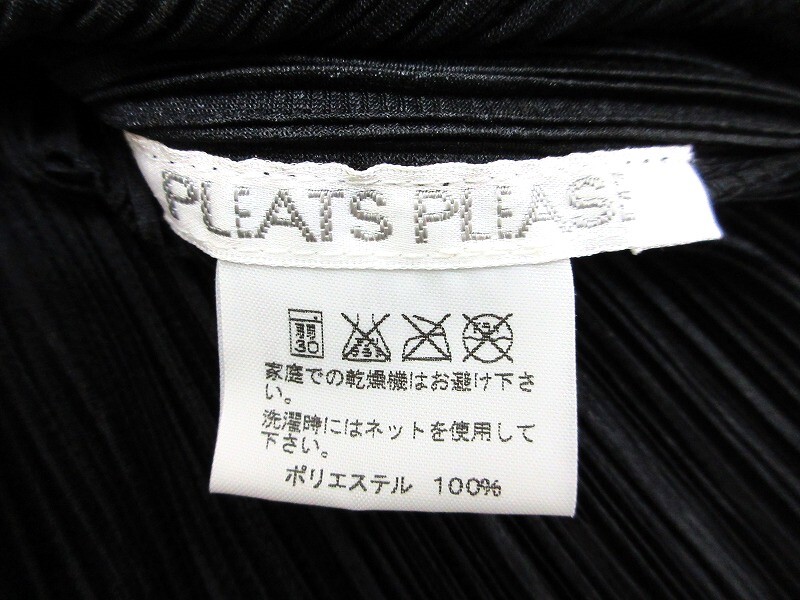 PLEATS PLEASE
30
家庭での乾燥機はお避け下さ
い。
洗濯時にはネットを使用して
下さい。
ポリエステル 100%